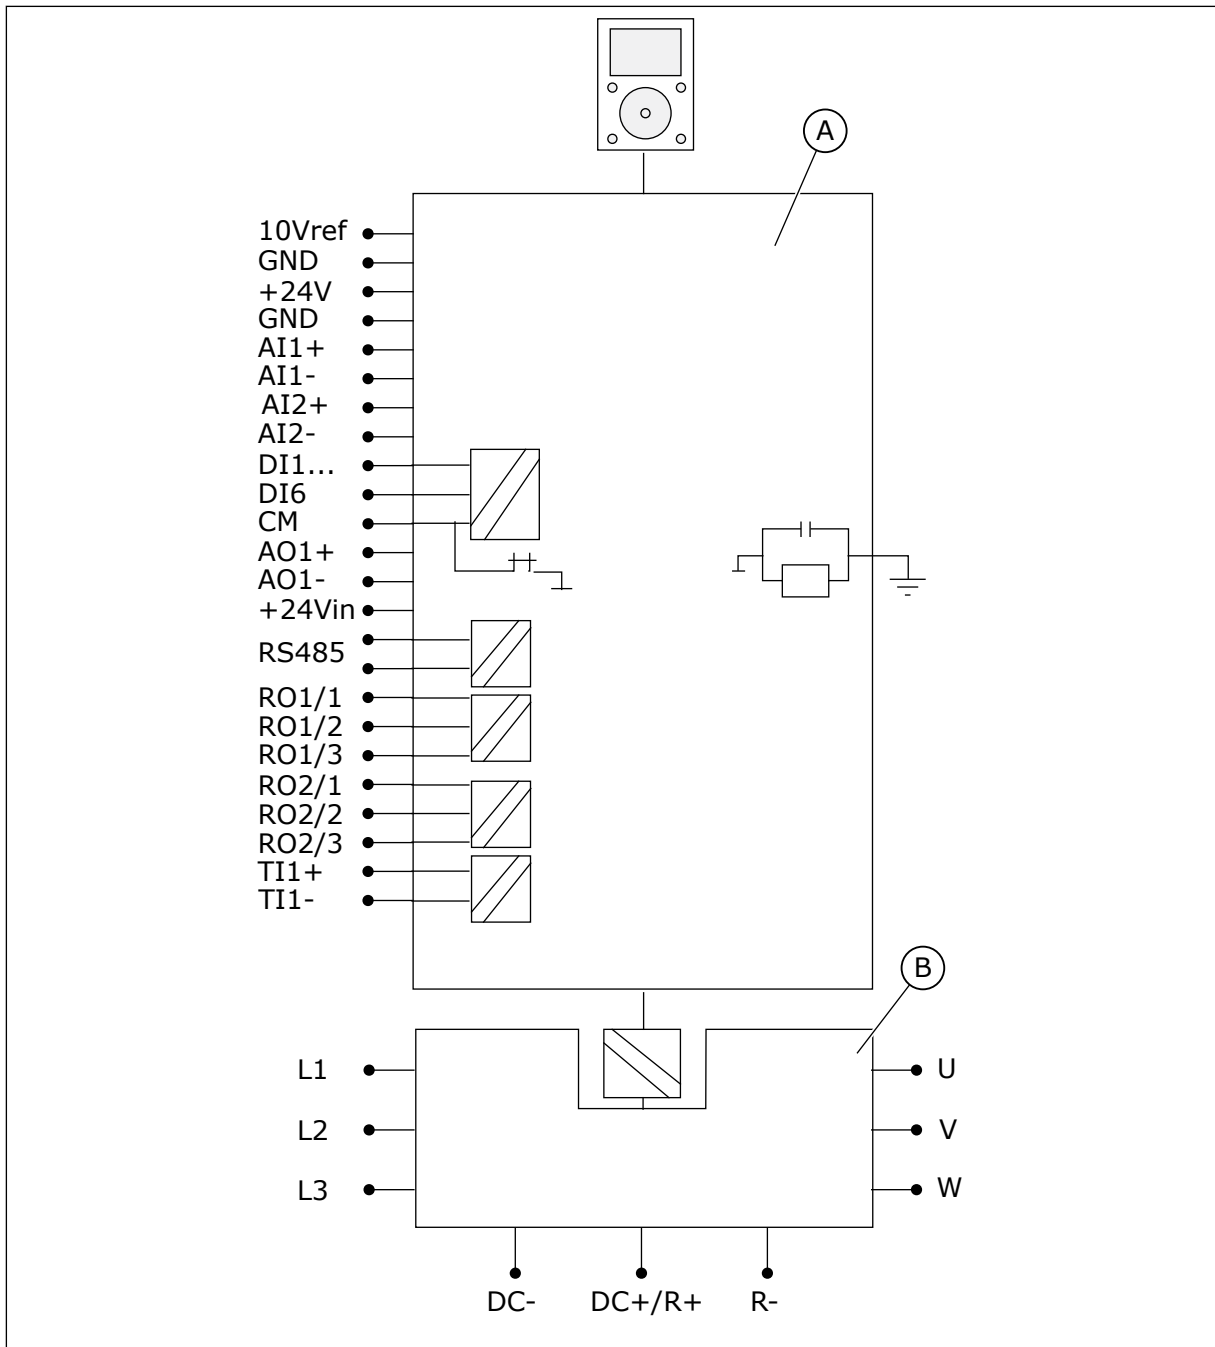 A
10Vref
GND
+24V
GND
AI1+
AI1-
AI2+
AI2-
DI1...
DI6
CM
AO1+
AO1-
+24Vin
RS485
RO1/1
RO1/2
RO1/3
RO2/1
RO2/2
RO2/3
TI1+
TI1-
B
L1 U
L2 V
L3 W
DC- DC+/R+ R-